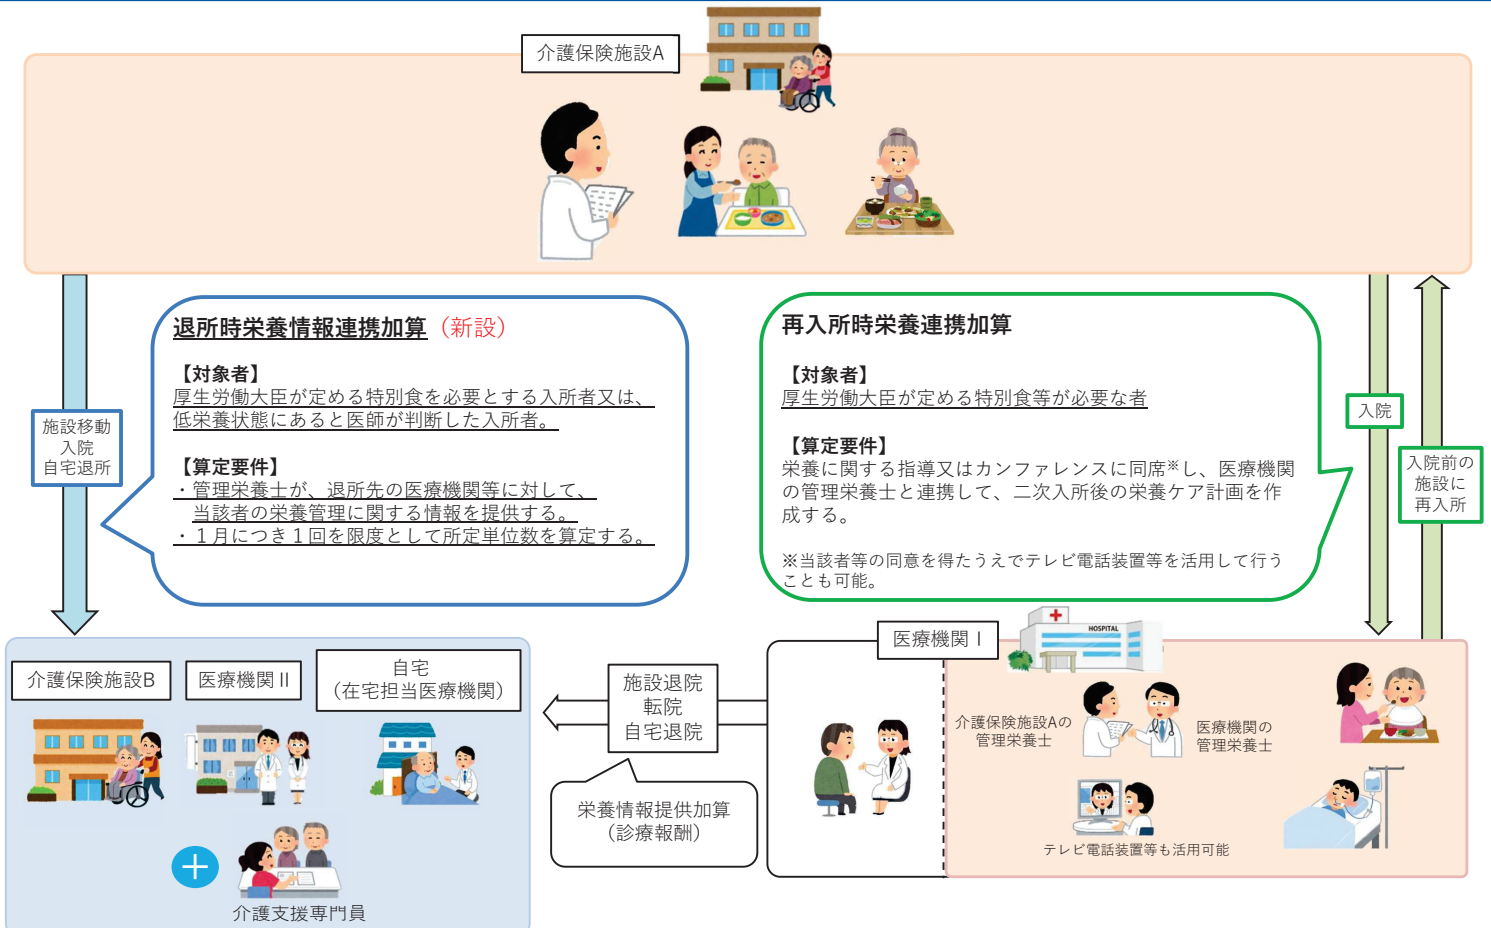 介護保険施設A
退所時栄養情報連携加算（新設）
【対象者】
厚生労働大臣が定める特別食を必要とする入所者又は、
低栄養状態にあると医師が判断した入所者。
【算定要件】
・管理栄養士が、退所先の医療機関等に対して、
当該者の栄養管理に関する情報を提供する。
・１月につき１回を限度として所定単位数を算定する。
施設移動
入院
自宅退所
再入所時栄養連携加算
【対象者】
厚生労働大臣が定める特別食等が必要な者
【算定要件】
栄養に関する指導又はカンファレンスに同席※し、医療機関
の管理栄養士と連携して、二次入所後の栄養ケア計画を作
成する。
※当該者等の同意を得たうえでテレビ電話装置等を活用して行う
ことも可能。
入院
入院前の
施設に
再入所
介護保険施設B
医療機関Ⅱ
自宅
（在宅担当医療機関）
介護支援専門員
施設退院
転院
自宅退院
栄養情報提供加算
（診療報酬）
医療機関Ⅰ
HOSPITAL
介護保険施設Aの
管理栄養士
医療機関の
管理栄養士
テレビ電話装置等も活用可能